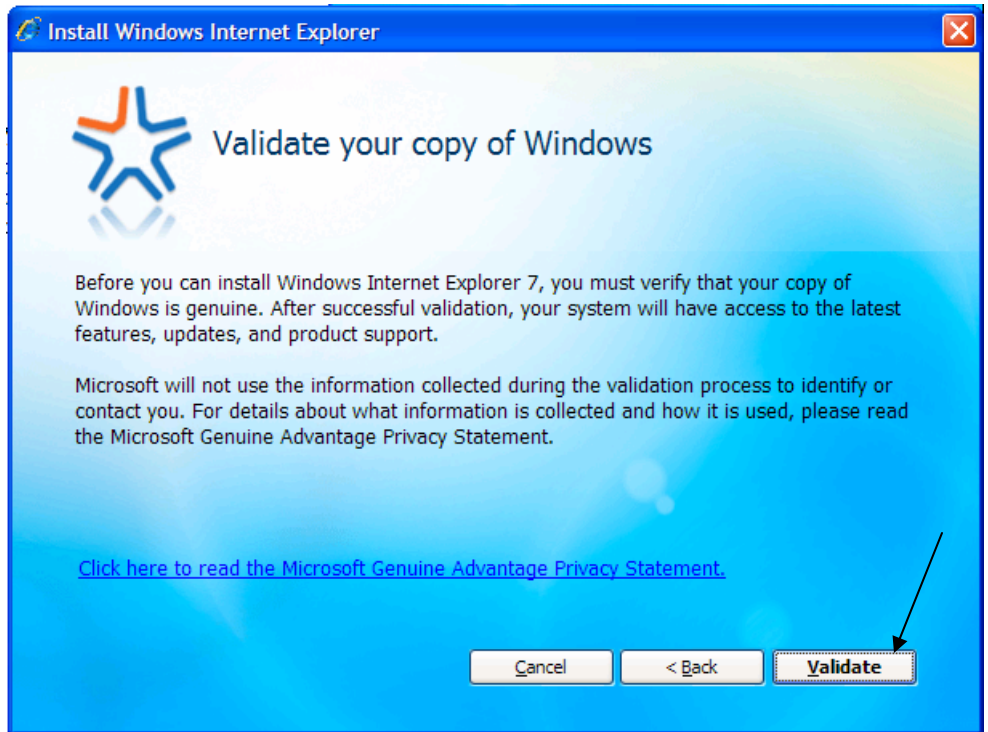 Install Windows Internet Explorer
Validate your copy of Windows
Before you can install Windows Internet Explorer 7, you must verify that your copy of
Windows is genuine. After successful validation, your system will have access to the latest
features, updates, and product support.
Microsoft will not use the information collected during the validation process to identify or
contact you. For details about what information is collected and how it is used, please read
the Microsoft Genuine Advantage Privacy Statement.
Click here to read the Microsoft Genuine Advantage Privacy Statement.
Cancel < Back Validate